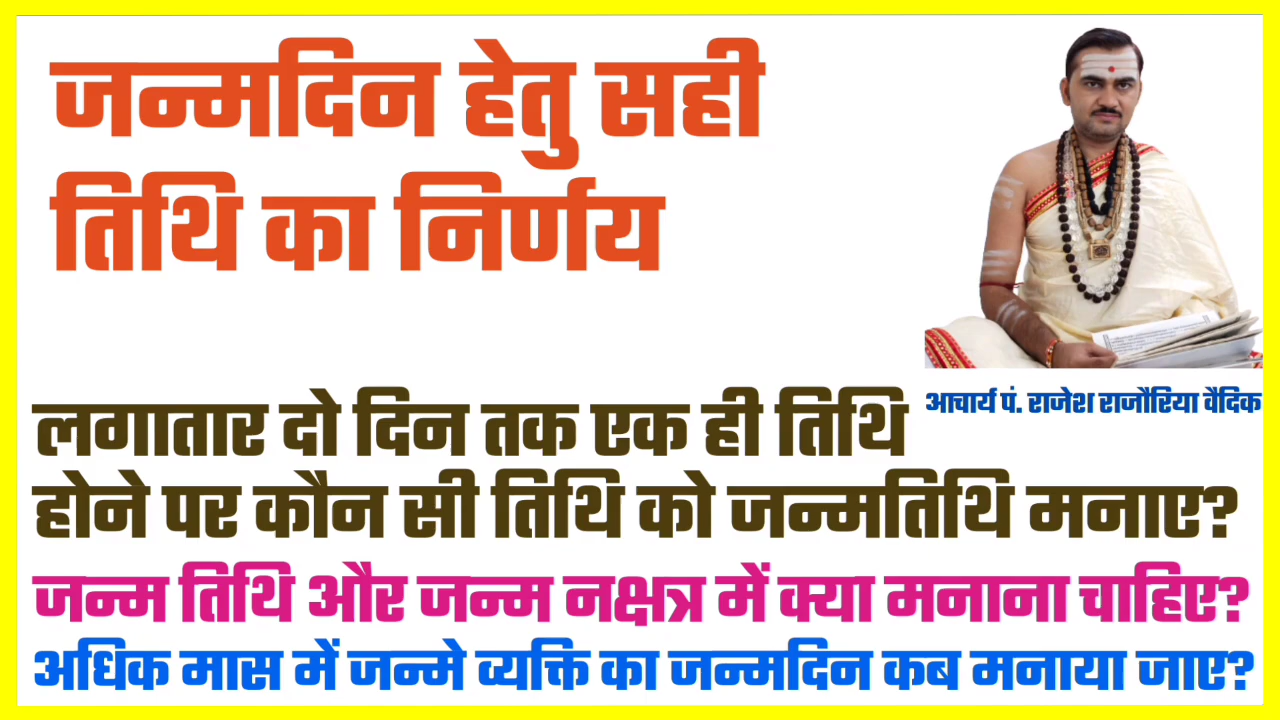 जन्मदिन हेतु सही
तिथि का निर्णय
आचार्य पं. राजेश राजौरिया वैदिक
लगातार दो दिन तक एक ही तिथि
होने पर कौन सी तिथि को जन्मतिथि मनाए?
जन्म तिथि और जन्म नक्षत्र में क्या मनाना चाहिए?
अधिक मास में जन्मे व्यक्ति का जन्मदिन कब मनाया जाए?